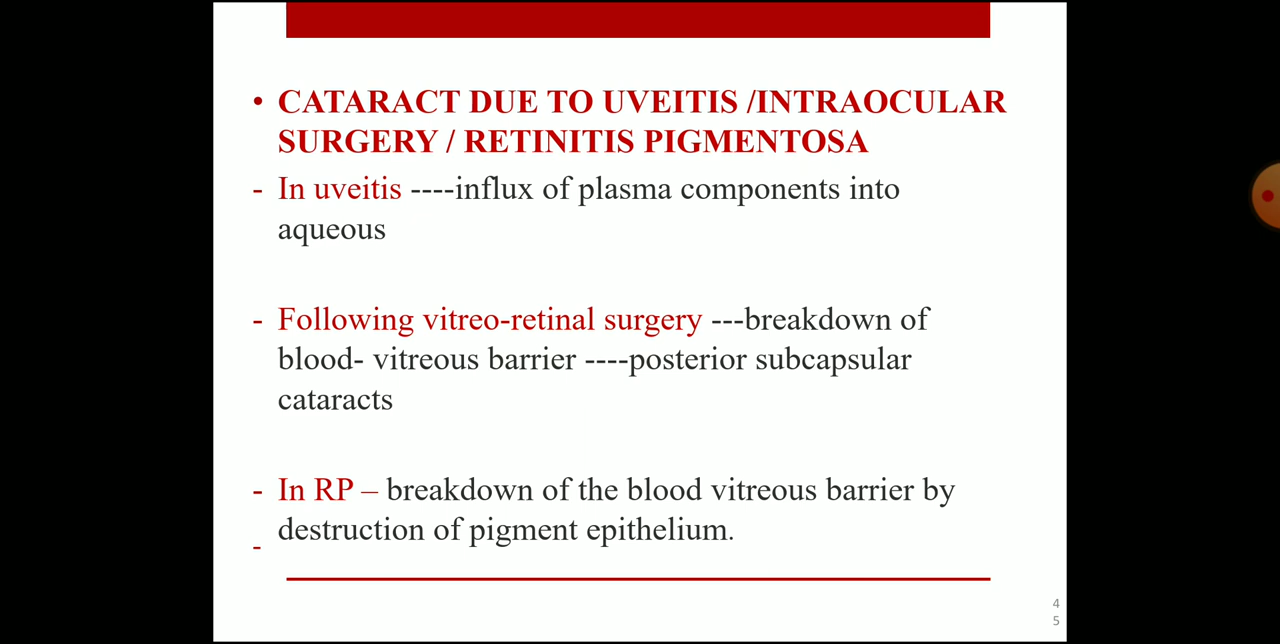 • CATARACT DUE TO UVEITIS /INTRAOCULAR
SURGERY / RETINITIS PIGMENTOSA
- In uveitis ----influx of plasma components into
aqueous
- Following vitreo-retinal surgery ---breakdown of
blood- vitreous barrier ----posterior subcapsular
cataracts
- In RP – breakdown of the blood vitreous barrier by
destruction of pigment epithelium.
-
4
5